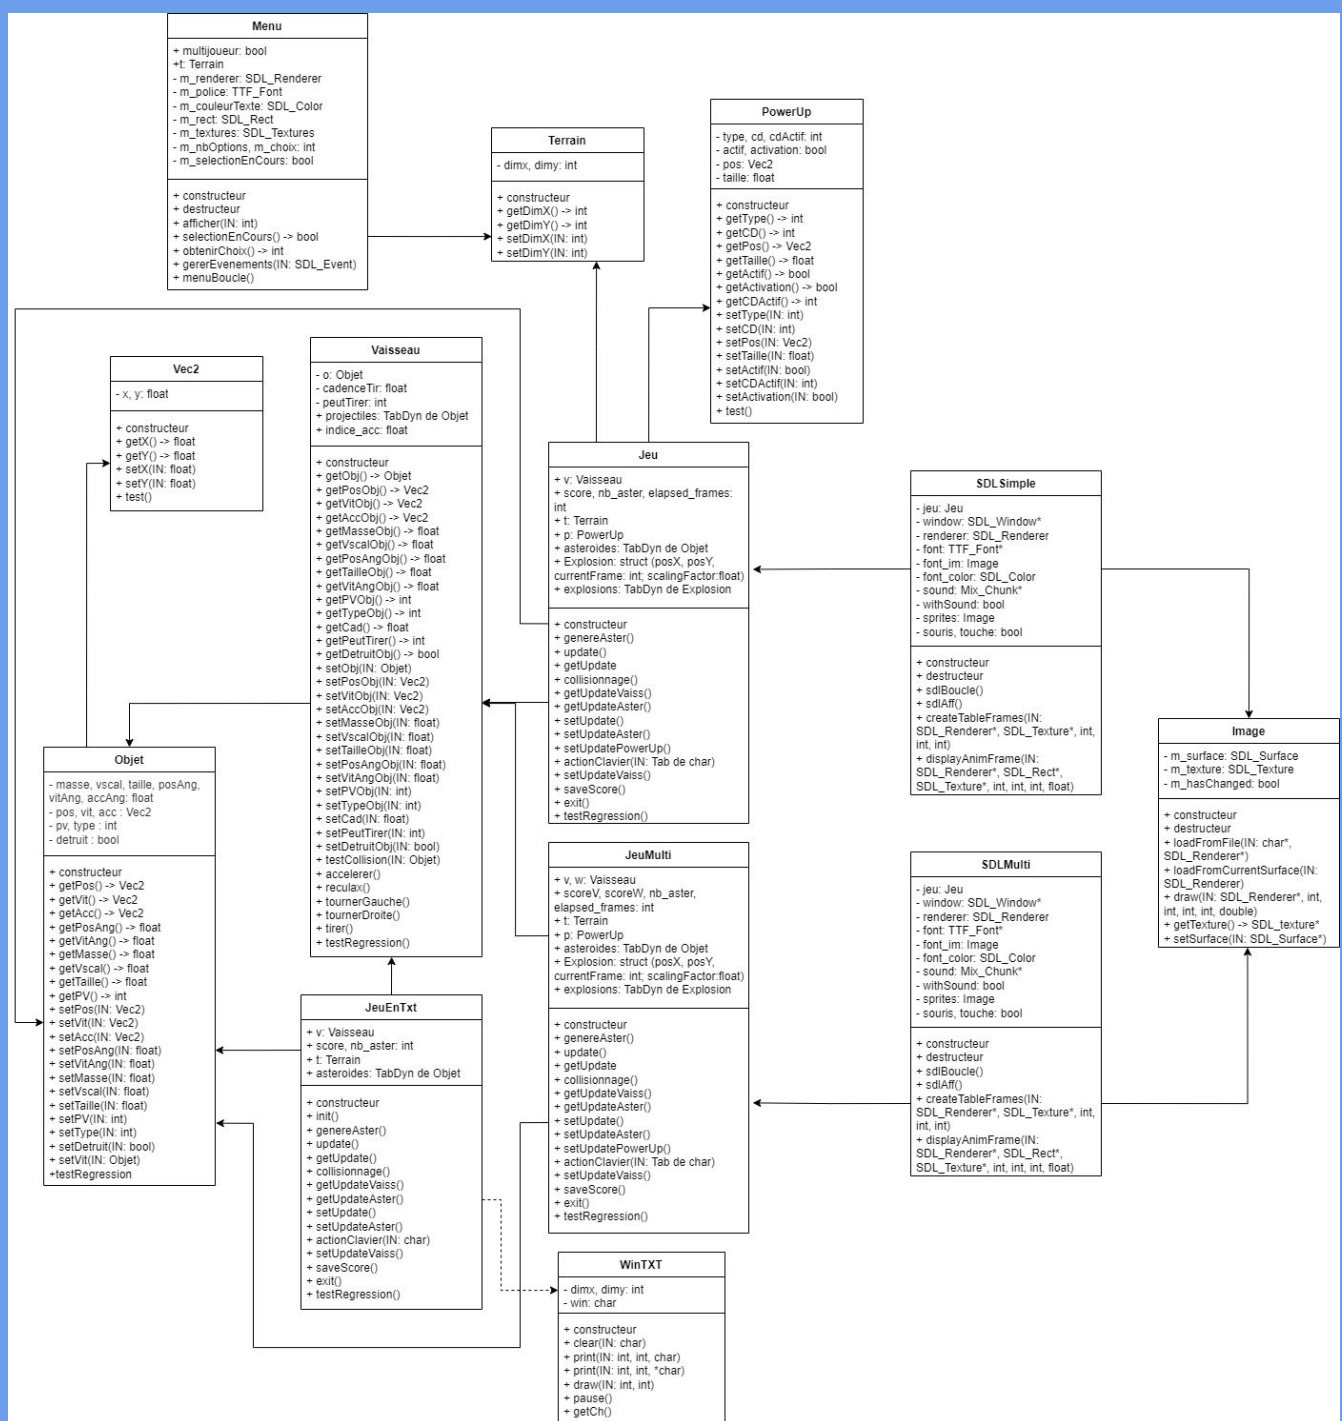 Menu
+ multijoueur: bool
+t: Terrain
- m_renderer: SDL_Renderer
- m_police: TTF_Font
- m_couleurTexte: SDL_Color
- m_rect: SDL_Rect
- m_textures: SDL_Textures
- m_nbOptions, m_choix: int
- m_selectionEnCours: bool
+ constructeur
+ destructeur
+ afficher(IN: int)
+ selectionEnCours() -> bool
+ obtenirChoix() -> int
+ gererEvenements(IN: SDL_Event)
+ menuBoucle()
Terrain
- dimx, dimy: int
+ constructeur
+ getDimX() -> int
+ getDimY() -> int
+ setDimX(IN: int)
+ setDimY(IN: int)
PowerUp
- type, cd, cdActif: int
- actif, activation: bool
- pos: Vec2
- taille: float
+ constructeur
+ getType() -> int
+ getCD() -> int
+ getPos() -> Vec2
+ getTaille() -> float
+ getActif() -> bool
+ getActivation() -> bool
+ getCDActif() -> int
+ setType(IN: int)
+ setCD(IN: int)
+ setPos(IN: Vec2)
+ setTaille(IN: float)
+ setActif(IN: bool)
+ setCDActif(IN: int)
+ setActivation(IN: bool)
+ test()
Vec2
- x, y: float
+ constructeur
+ getX() -> float
+ getY() -> float
+ setX(IN: float)
+ setY(IN: float)
+ test()
Vaisseau
- o: Objet
- cadenceTir: float
- peutTirer: int
+ projectiles: TabDyn de Objet
+ indice_acc: float
+ constructeur
+ getObj() -> Objet
+ getPosObj() -> Vec2
+ getVitObj() -> Vec2
+ getAccObj() -> Vec2
+ getMasseObj() -> float
+ getVscalObj() -> float
+ getPosAngObj() -> float
+ getTailleObj() -> float
+ getVitAngObj() -> float
+ getPVObj() -> int
+ getTypeObj() -> int
+ getCad() -> float
+ getPeutTirer() -> int
+ getDetruitObj() -> bool
+ setObj(IN: Objet)
+ setPosObj(IN: Vec2)
+ setVitObj(IN: Vec2)
+ setAccObj(IN: Vec2)
+ setMasseObj(IN: float)
+ setVscalObj(IN: float)
+ setTailleObj(IN: float)
+ setPosAngObj(IN: float)
+ setVitAngObj(IN: float)
+ setPVObj(IN: int)
+ setTypeObj(IN: int)
+ setCad(IN: float)
+ setPeutTirer(IN: int)
+ setDetruitObj(IN: bool)
+ testCollision(IN: Objet)
+ accelerer()
+ reculax()
+ tournerGauche()
+ tournerDroite()
+ tirer()
+ testRegression()
Jeu
+ v: Vaisseau
+ score, nb_aster, elapsed_frames:
int
+ t: Terrain
+ p: PowerUp
+ asteroides: TabDyn de Objet
+ Explosion: struct (posX, posY,
currentFrame: int; scalingFactor:float)
+ explosions: TabDyn de Explosion
+ constructeur
+ genereAster()
+ update()
+ getUpdate
+ collisionnage()
+ getUpdateVaiss()
+ getUpdateAster()
+ setUpdate()
+ setUpdateAster()
+ setUpdatePowerUp()
+ actionClavier(IN: Tab de char)
+ setUpdateVaiss()
+ saveScore()
+ exit()
+ testRegression()
SDLSimple
- jeu: Jeu
- window: SDL_Window*
- renderer: SDL_Renderer
- font: TTF_Font*
- font_im: Image
- font_color: SDL_Color
- sound: Mix_Chunk*
- withSound: bool
- sprites: Image
- souris, touche: bool
+ constructeur
+ destructeur
+ sdlBoucle()
+ sdlAff()
+ createTableFrames(IN:
SDL_Renderer*, SDL_Texture*, int,
int, int)
+ displayAnimFrame(IN:
SDL_Renderer*, SDL_Rect*,
SDL_Texture*, int, int, int, float)
Image
- m_surface: SDL_Surface
- m_texture: SDL_Texture
- m_hasChanged: bool
+ constructeur
+ destructeur
+ loadFromFile(IN: char*,
SDL_Renderer*)
+ loadFromCurrentSurface(IN:
SDL_Renderer)
+ draw(IN: SDL_Renderer*, int,
int, int, int, double)
+ getTexture() -> SDL_texture*
+ setSurface(IN: SDL_Surface*)
Objet
- masse, vscal, taille, posAng,
vitAng, accAng: float
- pos, vit, acc : Vec2
- pv, type : int
- detruit : bool
+ constructeur
+ getPos() -> Vec2
+ getVit() -> Vec2
+ getAcc() -> Vec2
+ getPosAng() -> float
+ getVitAng() -> float
+ getMasse() -> float
+ getVscal() -> float
+ getTaille() -> float
+ getPV() -> int
+ setPos(IN: Vec2)
+ setVit(IN: Vec2)
+ setAcc(IN: Vec2)
+ setPosAng(IN: float)
+ setVitAng(IN: float)
+ setMasse(IN: float)
+ setVscal(IN: float)
+ setTaille(IN: float)
+ setPV(IN: int)
+ setType(IN: int)
+ setDetruit(IN: bool)
+ setVit(IN: Objet)
+testRegression
JeuMulti
+ v, w: Vaisseau
+ scoreV, scoreW, nb_aster,
elapsed_frames: int
+ t: Terrain
+ p: PowerUp
+ asteroides: TabDyn de Objet
+ Explosion: struct (posX, posY,
currentFrame: int; scalingFactor:float)
+ explosions: TabDyn de Explosion
+ constructeur
+ genereAster()
+ update()
+ getUpdate
+ collisionnage()
+ getUpdateVaiss()
+ getUpdateAster()
+ setUpdate()
+ setUpdateAster()
+ setUpdatePowerUp()
+ actionClavier(IN: Tab de char)
+ setUpdateVaiss()
+ saveScore()
+ exit()
+ testRegression()
SDLMulti
- jeu: Jeu
- window: SDL_Window*
- renderer: SDL_Renderer
- font: TTF_Font*
- font_im: Image
- font_color: SDL_Color
- sound: Mix_Chunk*
- withSound: bool
- sprites: Image
- souris, touche: bool
+ constructeur
+ destructeur
+ sdlBoucle()
+ sdlAff()
+ createTableFrames(IN:
SDL_Renderer*, SDL_Texture*, int,
int, int)
+ displayAnimFrame(IN:
SDL_Renderer*, SDL_Rect*,
SDL_Texture*, int, int, int, float)
JeuEnTxt
+ v: Vaisseau
+ score, nb_aster: int
+ t: Terrain
+ asteroides: TabDyn de Objet
+ constructeur
+ init()
+ genereAster()
+ update()
+ getUpdate()
+ collisionnage()
+ getUpdateVaiss()
+ getUpdateAster()
+ setUpdate()
+ setUpdateAster()
+ actionClavier(IN: char)
+ setUpdateVaiss()
+ saveScore()
+ exit()
+ testRegression()
WinTXT
- dimx, dimy: int
- win: char
+ constructeur
+ clear(IN: char)
+ print(IN: int, int, char)
+ print(IN: int, int, *char)
+ draw(IN: int, int)
+ pause()
+ getCh()